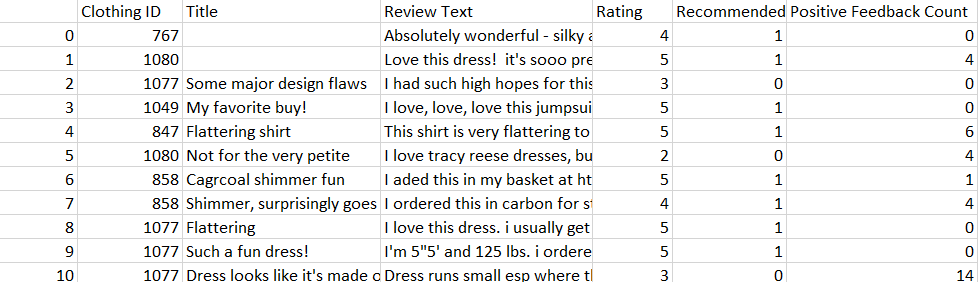 Clothing ID Title Review Text Rating Recommended Positive Feedback Count
0 767 Absolutely wonderful - silky a 4 1 0
1 1080 Love this dress!  it's sooo pre 5 1 4
2 1077 Some major design flaws I had such high hopes for this 3 0 0
3 1049 My favorite buy! I love, love, love this jumpsui 5 1 0
4 847 Flattering shirt This shirt is very flattering to 5 1 6
5 1080 Not for the very petite I love tracy reese dresses, bu 2 0 4
6 858 Cagrcoal shimmer fun I aded this in my basket at ht 5 1 1
7 858 Shimmer, surprisingly goes I ordered this in carbon for st 4 1 4
8 1077 Flattering I love this dress. i usually get 5 1 0
9 1077 Such a fun dress! I'm 5"5' and 125 lbs. i ordere 5 1 0
10 1077 Dress looks like it's made o Dress runs small esp where th 3 0 14